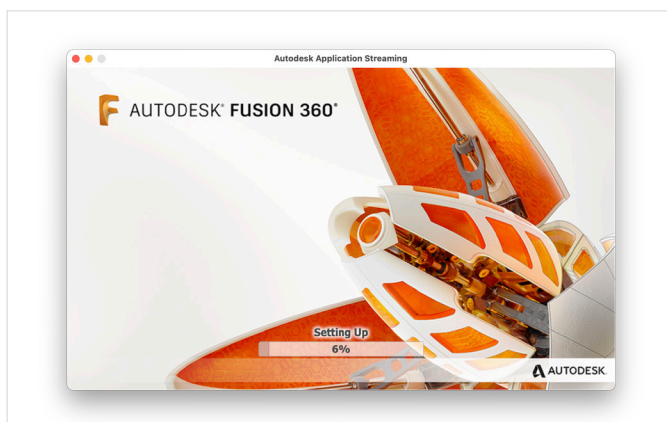 Autodesk Application Streaming
AUTODESK® FUSION 360®
Setting Up
6%
AUTODESK.